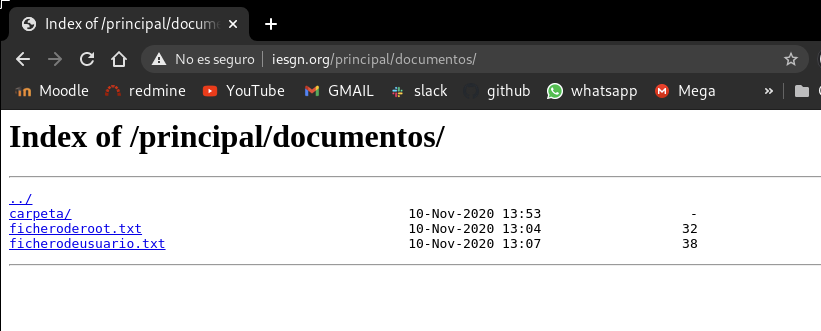 Index of /principal/docume
No es seguro iesgn.org/principal/documentos/
Moodle redmine YouTube GMAIL slack github whatsapp Mega »
Index of /principal/documentos/
../
carpeta/ 10-Nov-2020 13:53 -
ficheroderoot.txt 10-Nov-2020 13:04 32
ficherodeusuario.txt 10-Nov-2020 13:07 38